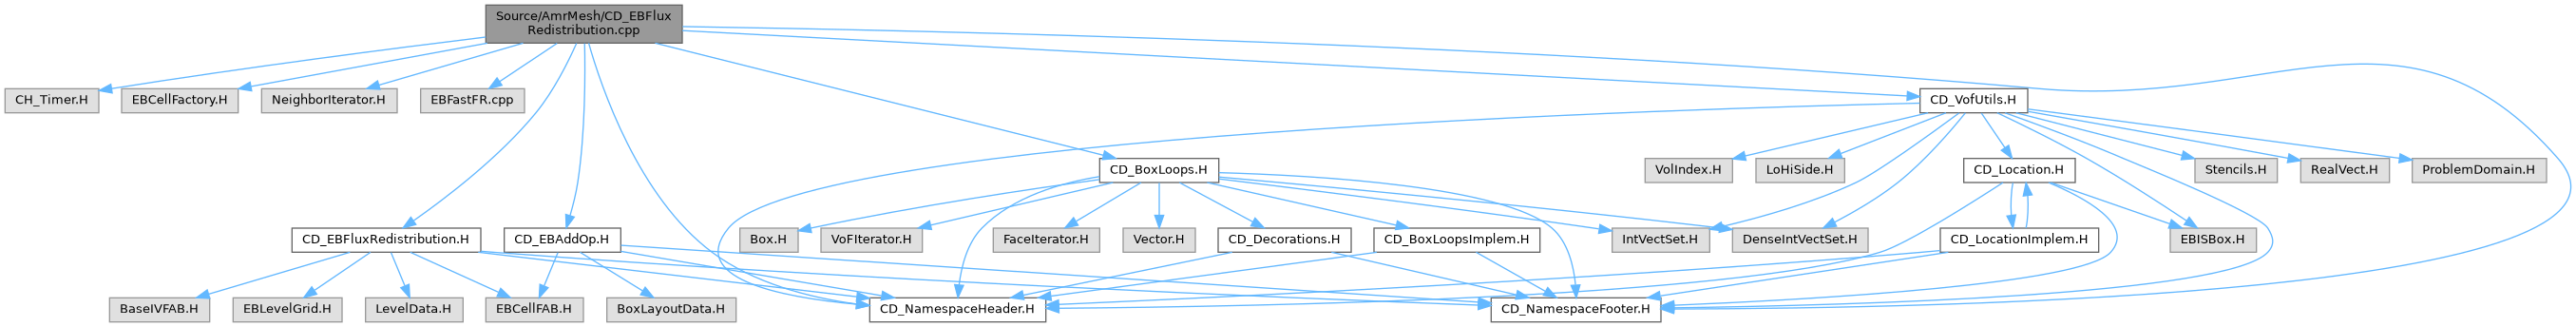 Source/AmrMesh/CD_EBFlux
Redistribution.cpp
CH_Timer.H
EBCellFactory.H
NeighborIterator.H
EBFastFR.cpp
CD_VofUtils.H
CD_BoxLoops.H
VolIndex.H
LoHiSide.H
CD_Location.H
Stencils.H
RealVect.H
ProblemDomain.H
CD_EBFluxRedistribution.H
CD_EBAddOp.H
Box.H
VoFIterator.H
FaceIterator.H
Vector.H
CD_Decorations.H
CD_BoxLoopsImplem.H
IntVectSet.H
DenseIntVectSet.H
CD_LocationImplem.H
EBISBox.H
BaseIVFAB.H
EBLevelGrid.H
LevelData.H
EBCellFAB.H
BoxLayoutData.H
CD_NamespaceHeader.H
CD_NamespaceFooter.H